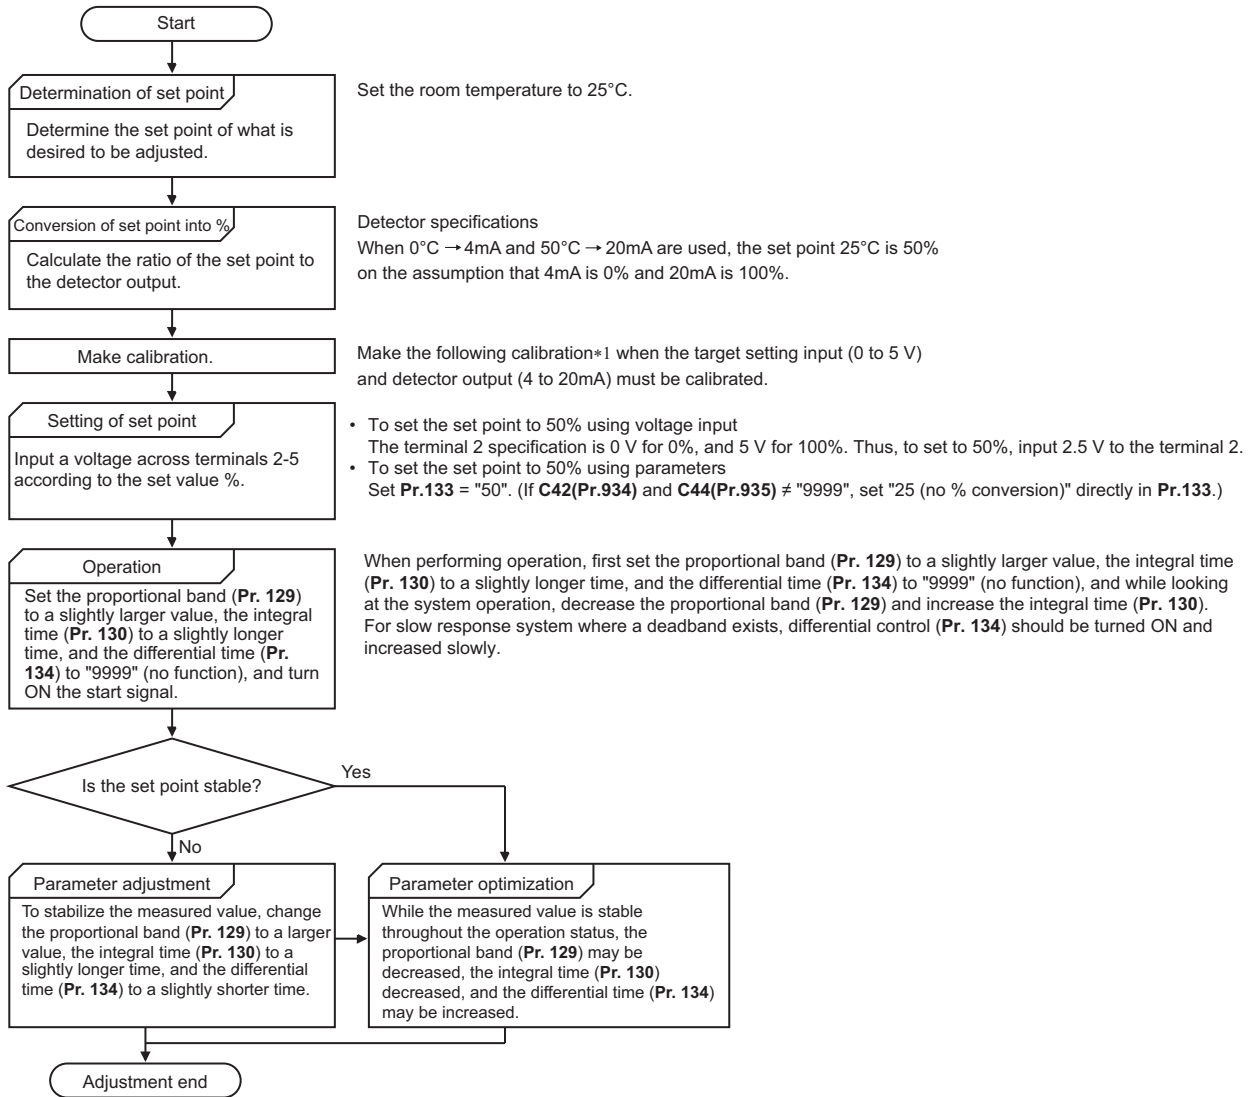 Start
Determination of set point
Determine the set point of what is
desired to be adjusted.
Set the room temperature to 25°C.
Conversion of set point into %
Calculate the ratio of the set point to
the detector output.
Detector specifications
When 0°C → 4mA and 50°C → 20mA are used, the set point 25°C is 50%
on the assumption that 4mA is 0% and 20mA is 100%.
Make calibration.
Make the following calibration*1 when the target setting input (0 to 5 V)
and detector output (4 to 20mA) must be calibrated.
Setting of set point
Input a voltage across terminals 2-5
according to the set value %.
• To set the set point to 50% using voltage input
The terminal 2 specification is 0 V for 0%, and 5 V for 100%. Thus, to set to 50%, input 2.5 V to the terminal 2.
• To set the set point to 50% using parameters
Set Pr.133 = "50". (If C42(Pr.934) and C44(Pr.935) ≠ "9999", set "25 (no % conversion)" directly in Pr.133.)
Operation
Set the proportional band (Pr. 129)
to a slightly larger value, the integral
time (Pr. 130) to a slightly longer
time, and the differential time (Pr.
134) to "9999" (no function), and turn
ON the start signal.
When performing operation, first set the proportional band (Pr. 129) to a slightly larger value, the integral time
(Pr. 130) to a slightly longer time, and the differential time (Pr. 134) to "9999" (no function), and while looking
at the system operation, decrease the proportional band (Pr. 129) and increase the integral time (Pr. 130).
For slow response system where a deadband exists, differential control (Pr. 134) should be turned ON and
increased slowly.
Is the set point stable?
Yes
No
Parameter adjustment
To stabilize the measured value, change
the proportional band (Pr. 129) to a larger
value, the integral time (Pr. 130) to a
slightly longer time, and the differential
time (Pr. 134) to a slightly shorter time.
Parameter optimization
While the measured value is stable
throughout the operation status, the
proportional band (Pr. 129) may be
decreased, the integral time (Pr. 130)
decreased, and the differential time (Pr. 134)
may be increased.
Adjustment end